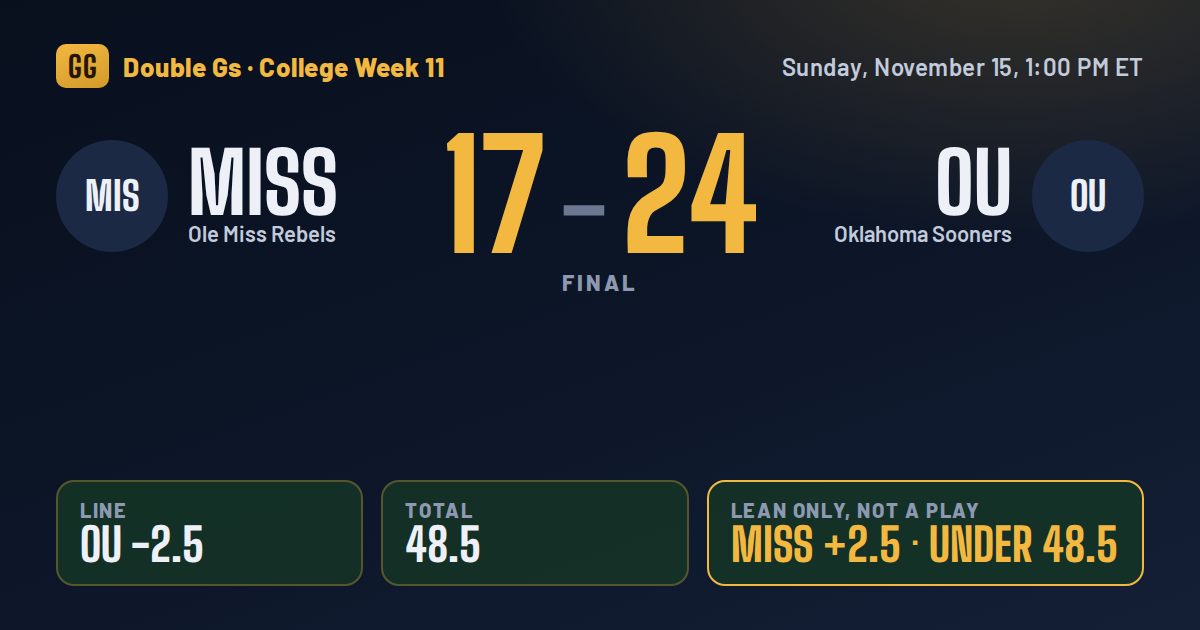 GG Double Gs · College Week 11
Sunday, November 15, 1:00 PM ET
MIS
MISS
Ole Miss Rebels
17 – 24
FINAL
OU
Oklahoma Sooners
OU
LINE
OU −2.5
TOTAL
48.5
LEAN ONLY, NOT A PLAY
MISS +2.5 · UNDER 48.5